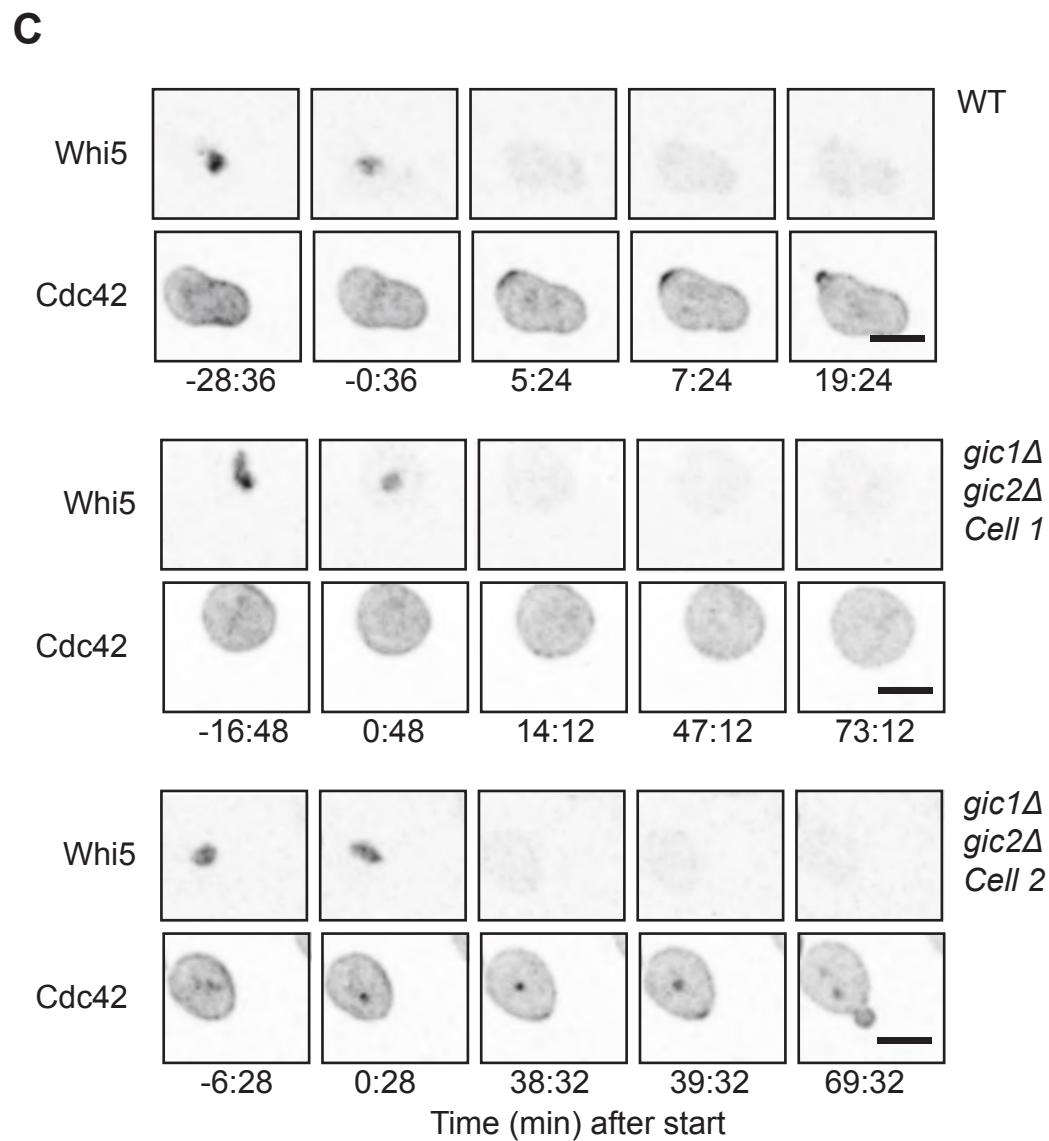 C
WT
Whi5
Cdc42
-28:36 -0:36 5:24 7:24 19:24
gic1Δ
gic2Δ
Cell 1
Whi5
Cdc42
-16:48 0:48 14:12 47:12 73:12
gic1Δ
gic2Δ
Cell 2
Whi5
Cdc42
-6:28 0:28 38:32 39:32 69:32
Time (min) after start